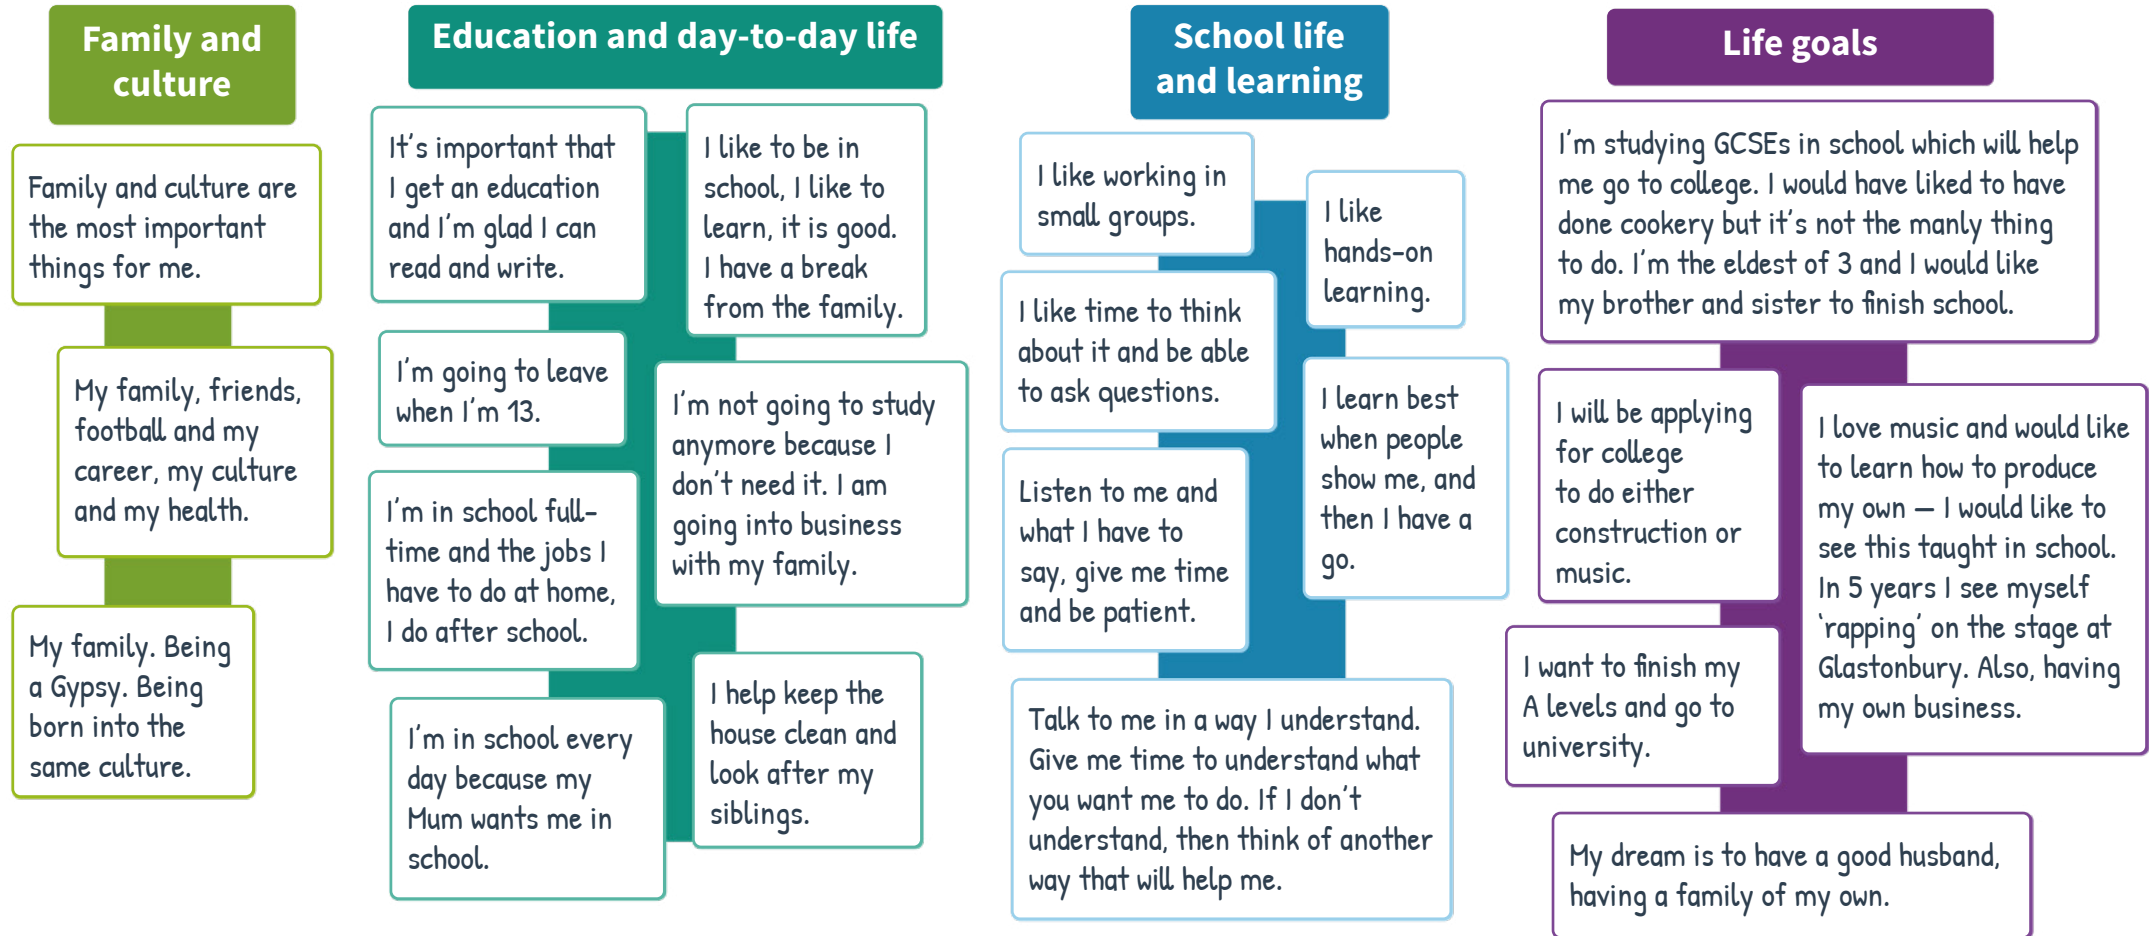 Family and
culture
Family and culture are
the most important
things for me.
My family, friends,
football and my
career, my culture
and my health.
My family. Being
a Gypsy. Being
born into the
same culture.
Education and day-to-day life
It's important that
I get an education
and I'm glad I can
read and write.
I like to be in
school, I like to
learn, it is good.
I have a break
from the family.
I'm going to leave
when I'm 13.
I'm not going to study
anymore because I
don't need it. I am
going into business
with my family.
I'm in school full-
time and the jobs I
have to do at home,
I do after school.
I help keep the
house clean and
look after my
siblings.
I'm in school every
day because my
Mum wants me in
school.
School life
and learning
I like working in
small groups.
I like
hands-on
learning.
I like time to think
about it and be able
to ask questions.
I learn best
when people
show me, and
then I have a
go.
Listen to me and
what I have to
say, give me time
and be patient.
Talk to me in a way I understand.
Give me time to understand what
you want me to do. If I don't
understand, then think of another
way that will help me.
Life goals
I'm studying GCSEs in school which will help
me go to college. I would have liked to have
done cookery but it's not the manly thing
to do. I'm the eldest of 3 and I would like
my brother and sister to finish school.
I will be applying
for college
to do either
construction or
music.
I love music and would like
to learn how to produce
my own – I would like to
see this taught in school.
In 5 years I see myself
'rapping' on the stage at
Glastonbury. Also, having
my own business.
I want to finish my
A levels and go to
university.
My dream is to have a good husband,
having a family of my own.